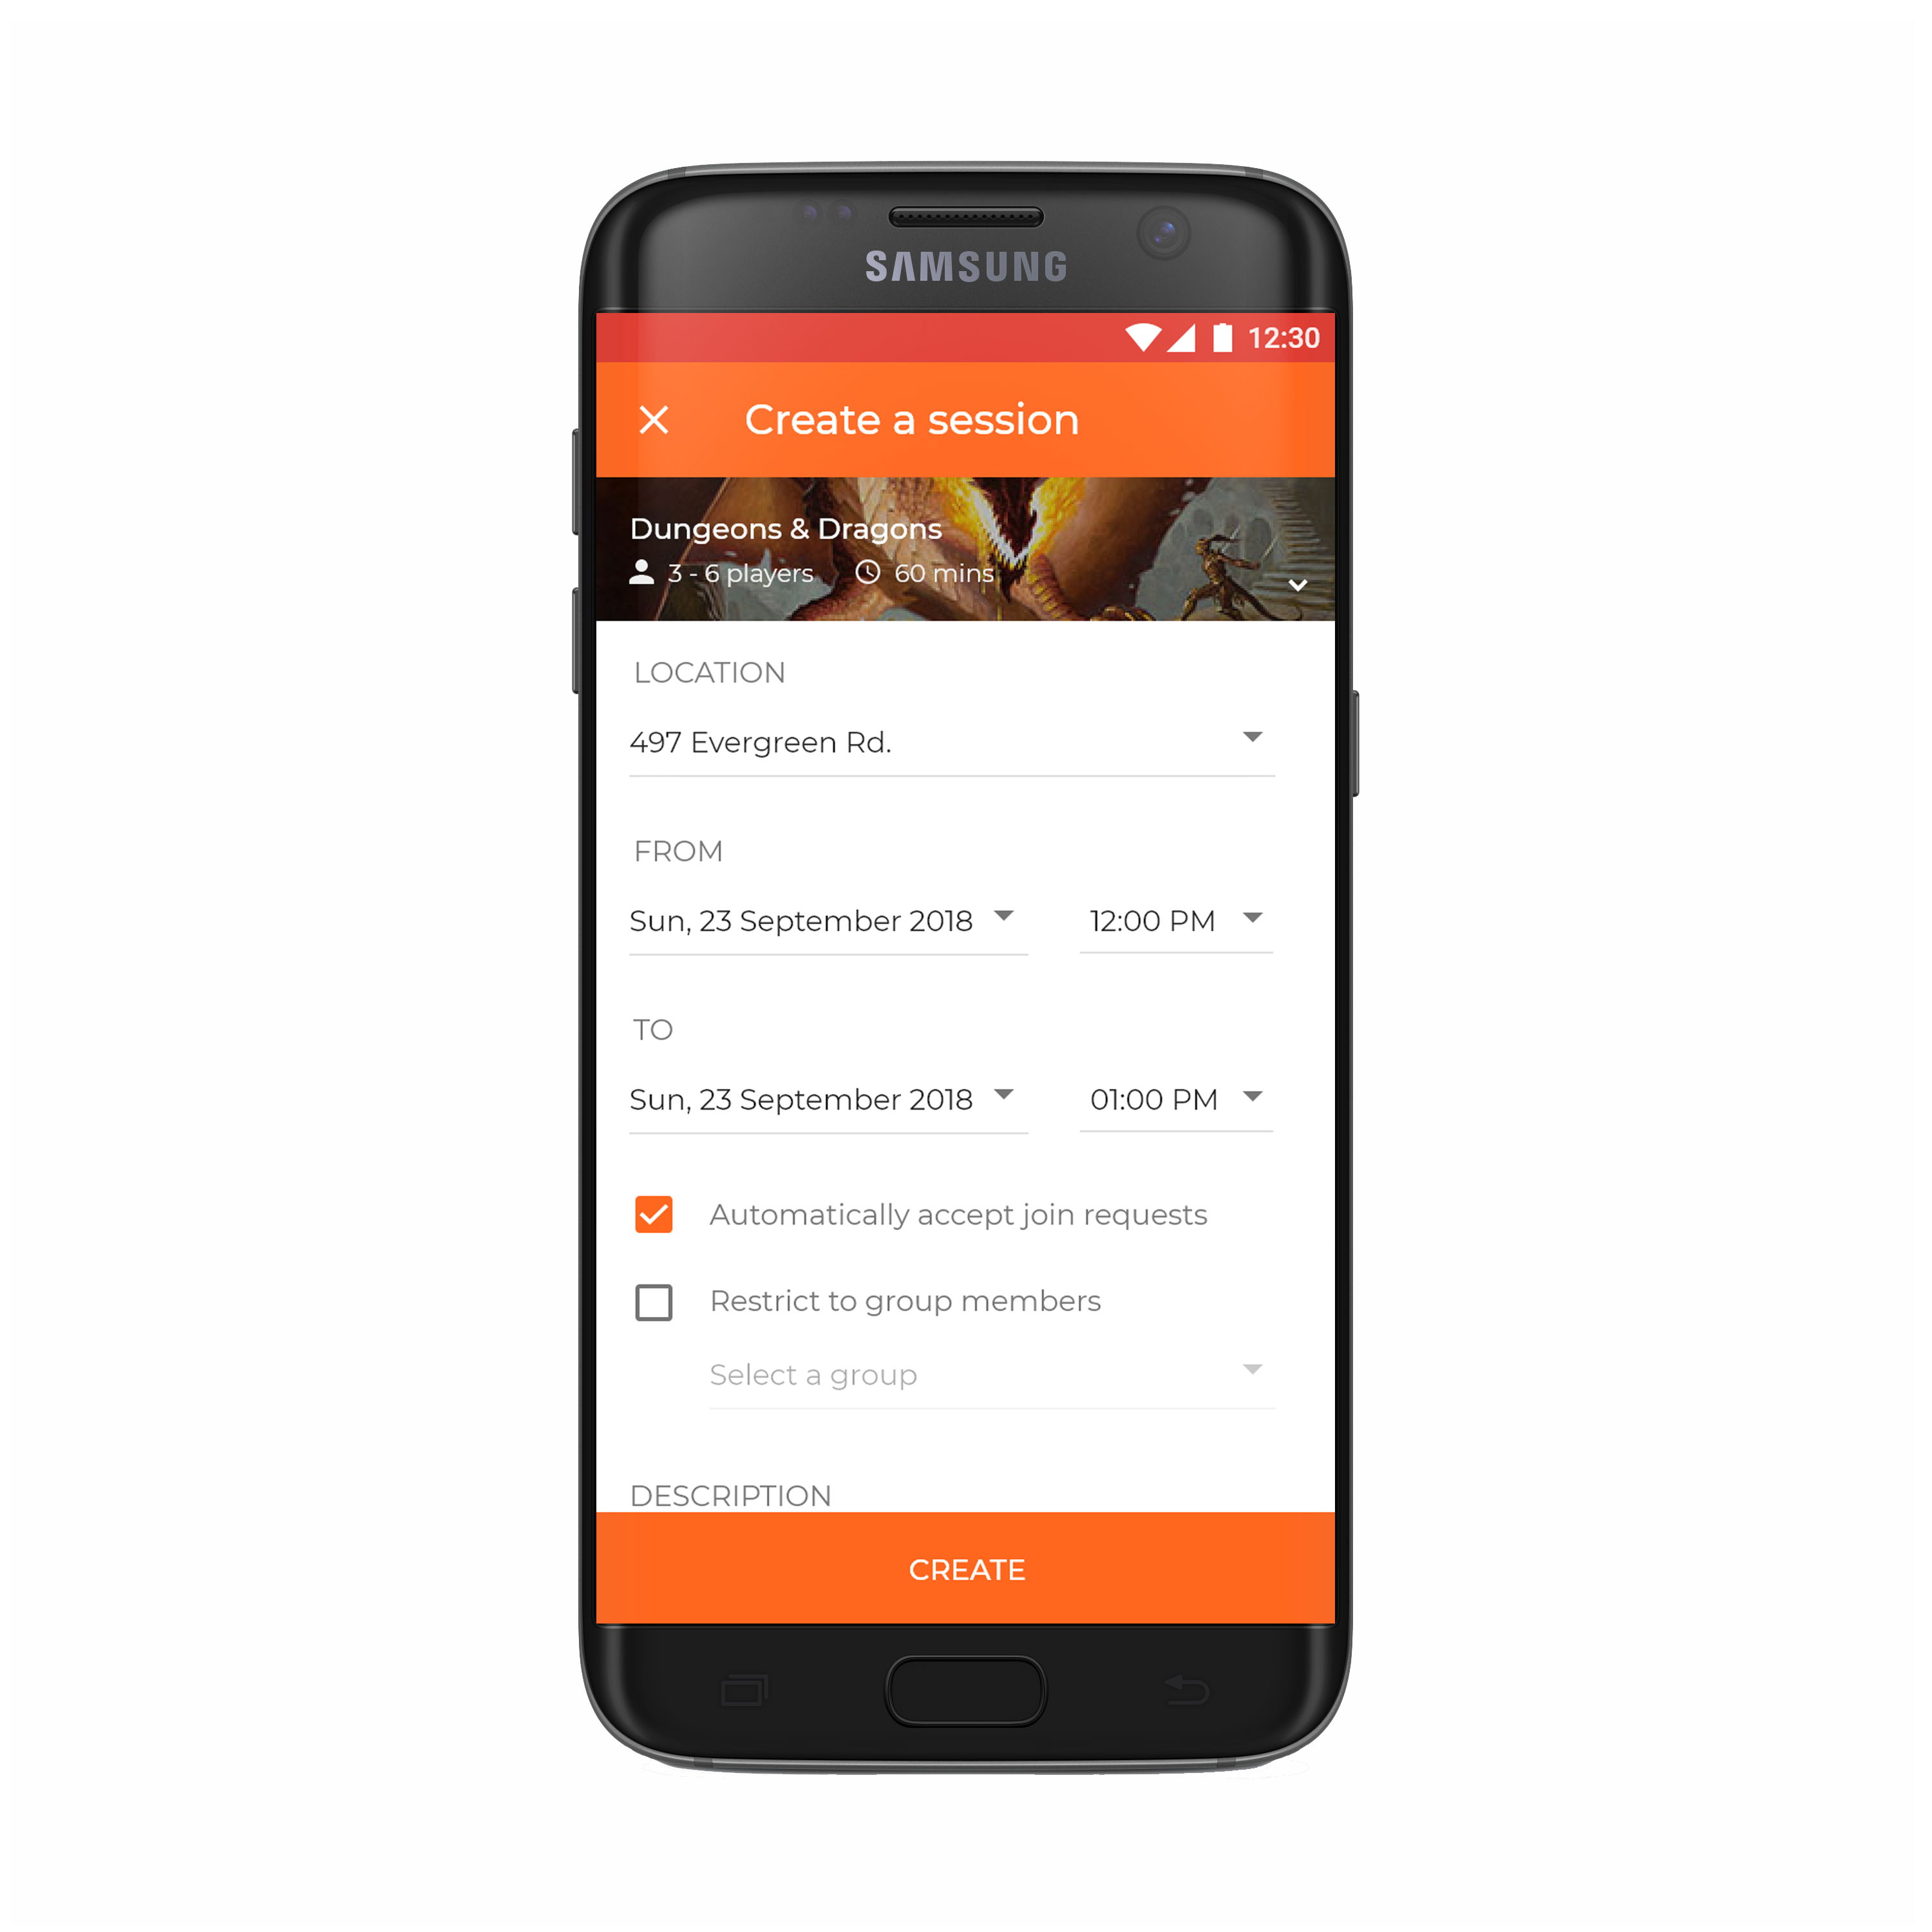 SAMSUNG
12:30
Create a session
Dungeons & Dragons
3 - 6 players 60 mins
LOCATION
497 Evergreen Rd.
FROM
Sun, 23 September 2018 12:00 PM
TO
Sun, 23 September 2018 01:00 PM
Automatically accept join requests
Restrict to group members
Select a group
DESCRIPTION
CREATE